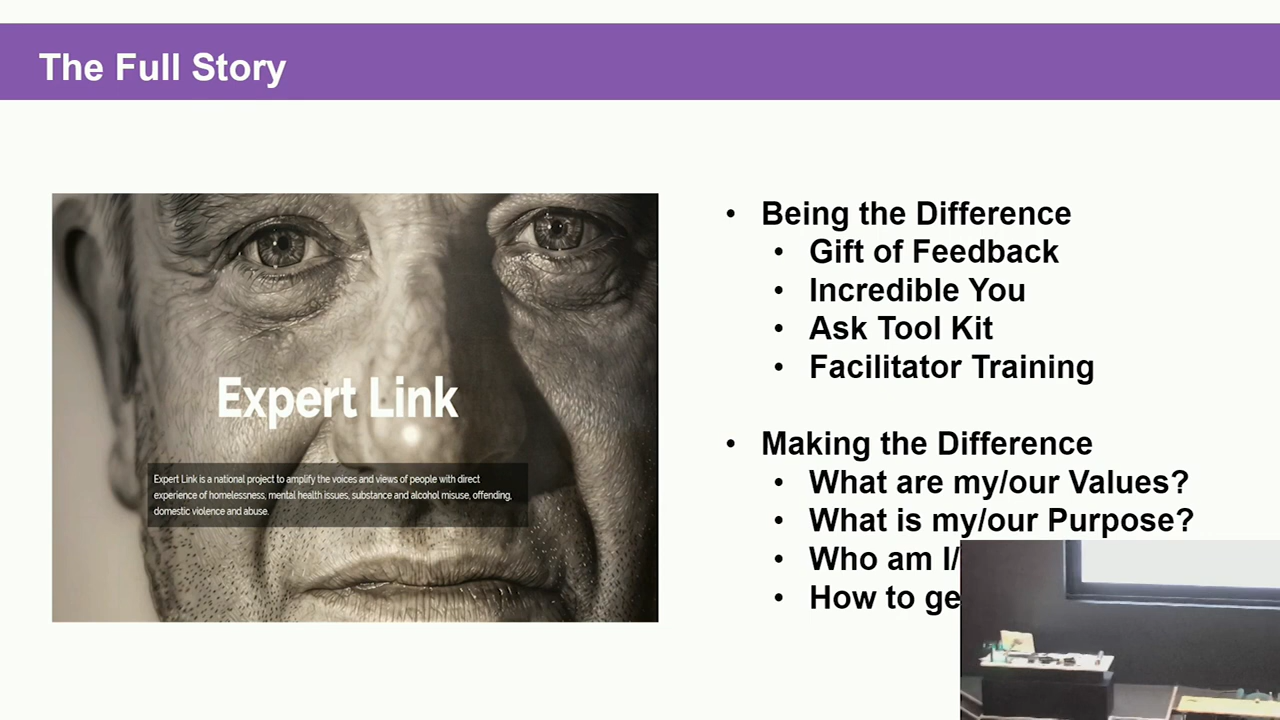 The Full Story
Expert Link
Expert Link is a national project to amplify the voices and views of people with direct
experience of homelessness, mental health issues, substance and alcohol misuse, offending,
domestic violence and abuse.
• Being the Difference
• Gift of Feedback
• Incredible You
• Ask Tool Kit
• Facilitator Training
• Making the Difference
• What are my/our Values?
• What is my/our Purpose?
• Who am I/
• How to